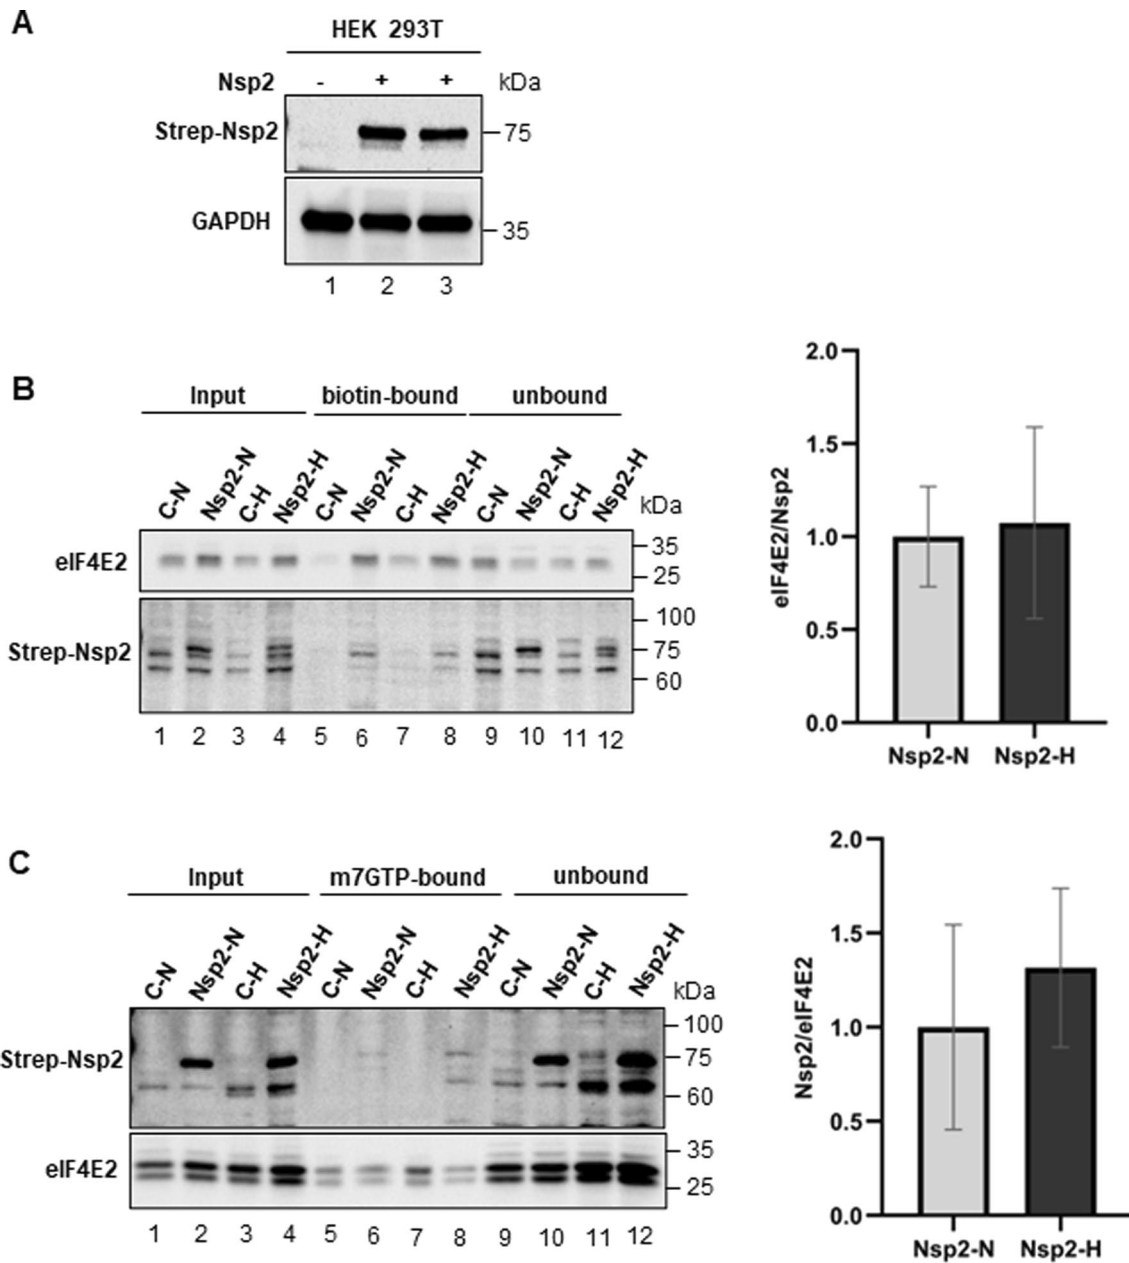 A
HEK 293T
Nsp2 - + + kDa
Strep-Nsp2 75
GAPDH 35
1 2 3
B
Input biotin-bound unbound
C-N Nsp2-N C-H Nsp2-H C-N Nsp2-N C-H Nsp2-H C-N Nsp2-N C-H Nsp2-H kDa
eIF4E2 35
25
Strep-Nsp2 100
75
60
1 2 3 4 5 6 7 8 9 10 11 12
eIF4E2/Nsp2
2.0
1.5
1.0
0.5
0.0
Nsp2-N Nsp2-H
C
Input m7GTP-bound unbound
C-N Nsp2-N C-H Nsp2-H C-N Nsp2-N C-H Nsp2-H C-N Nsp2-N C-H Nsp2-H kDa
Strep-Nsp2 100
75
60
eIF4E2 35
25
1 2 3 4 5 6 7 8 9 10 11 12
Nsp2/eIF4E2
2.0
1.5
1.0
0.5
0.0
Nsp2-N Nsp2-H